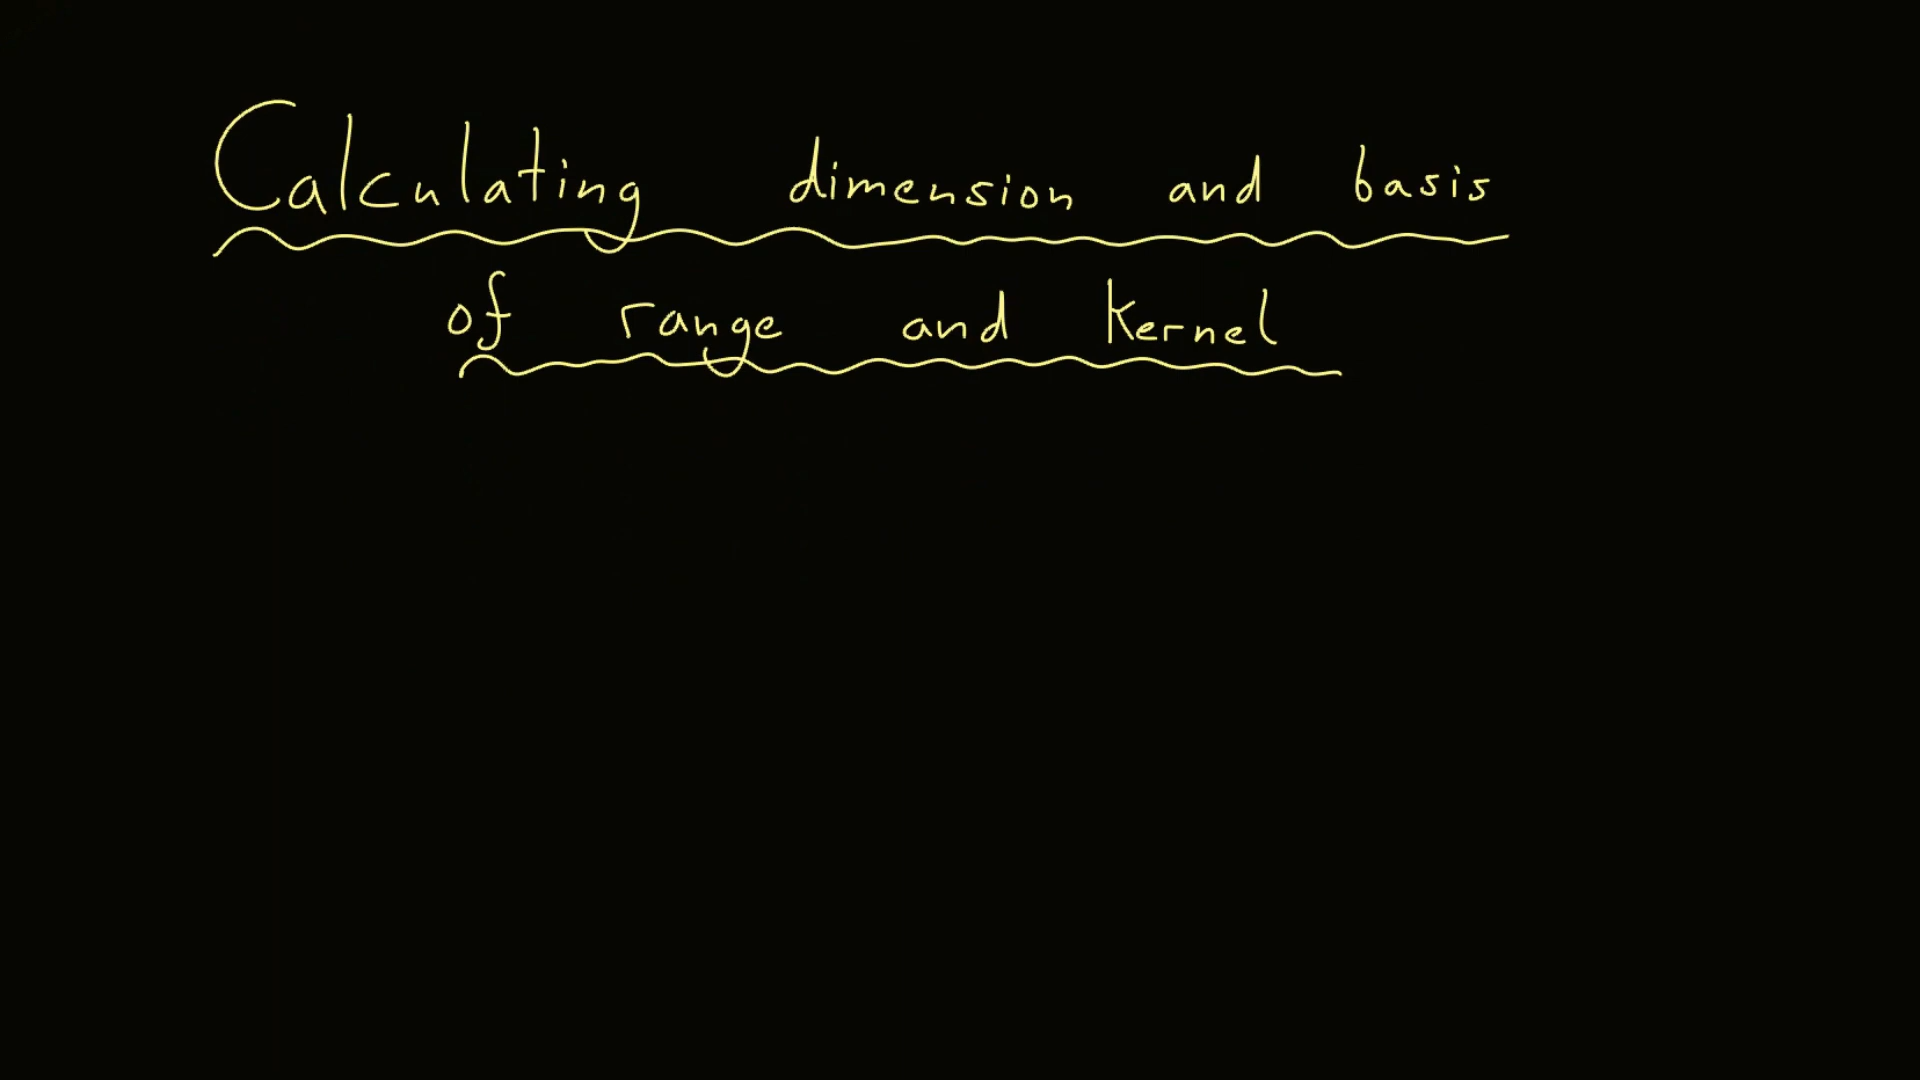 Calculating dimension and basis
of range and kernel